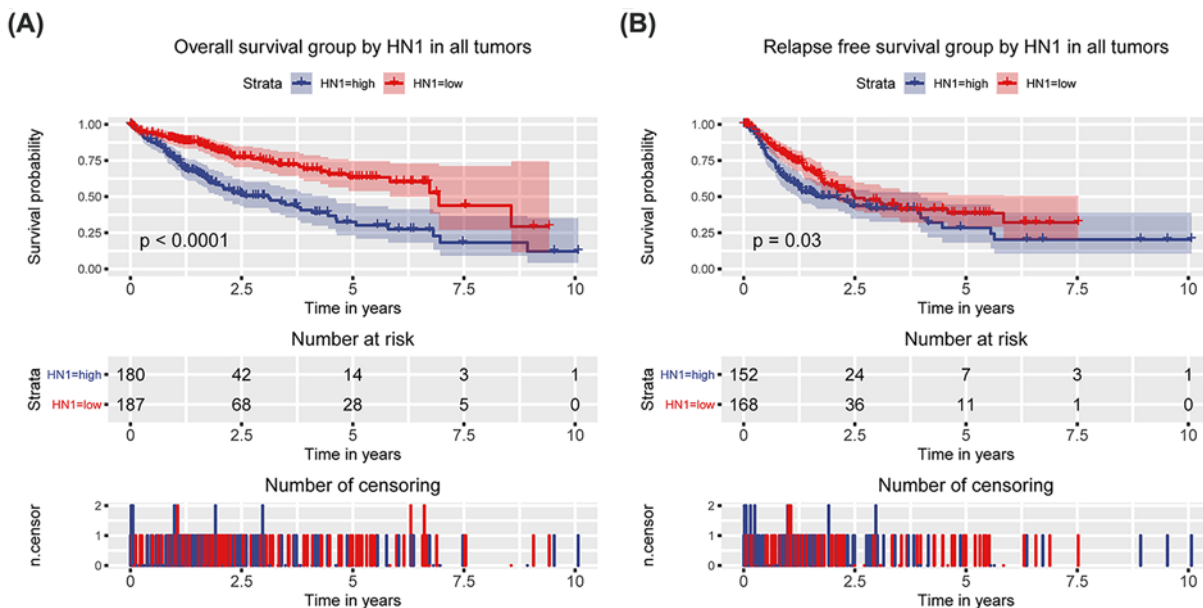 (A)
Overall survival group by HN1 in all tumors
Strata HN1=high HN1=low
Survival probability
1.00
0.75
0.50
0.25
0.00
p < 0.0001
0 2.5 5 7.5 10
Time in years
Number at risk
Strata
HN1=high 180 42 14 3 1
HN1=low 187 68 28 5 0
0 2.5 5 7.5 10
Time in years
Number of censoring
n.censor
2
1
0
0 2.5 5 7.5 10
Time in years
(B)
Relapse free survival group by HN1 in all tumors
Strata HN1=high HN1=low
Survival probability
1.00
0.75
0.50
0.25
0.00
p = 0.03
0 2.5 5 7.5 10
Time in years
Number at risk
Strata
HN1=high 152 24 7 3 1
HN1=low 168 36 11 1 0
0 2.5 5 7.5 10
Time in years
Number of censoring
n.censor
2
1
0
0 2.5 5 7.5 10
Time in years